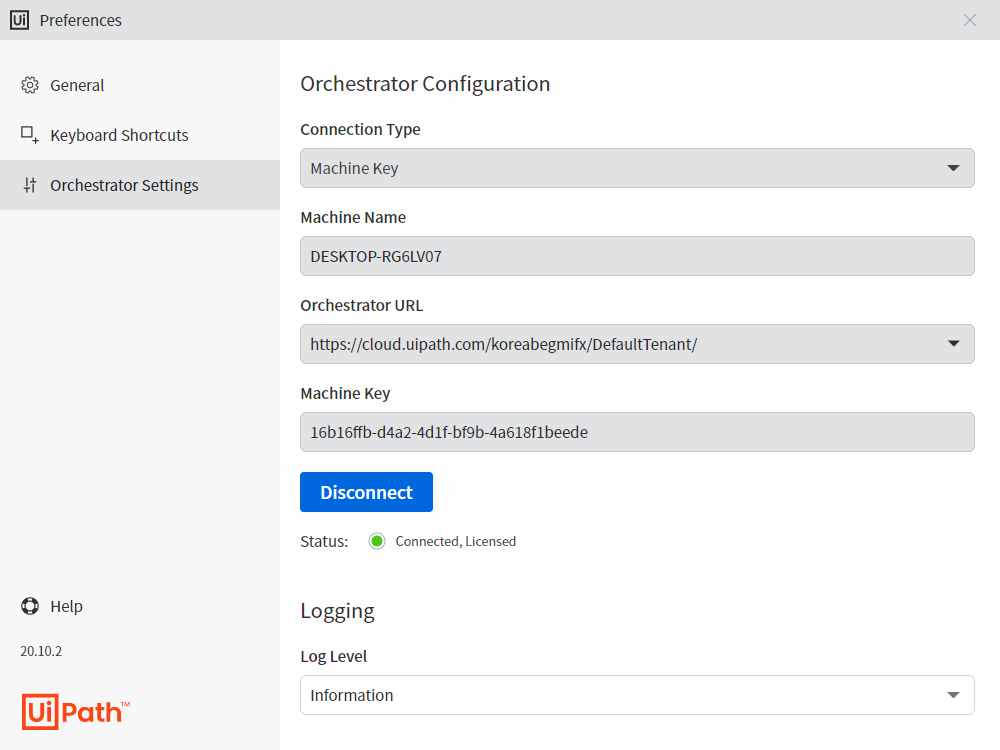 Ui Preferences
General
Keyboard Shortcuts
Orchestrator Settings
Orchestrator Configuration
Connection Type
Machine Key
Machine Name
DESKTOP-RG6LV07
Orchestrator URL
https://cloud.uipath.com/koreabegmifx/DefaultTenant/
Machine Key
16b16ffb-d4a2-4d1f-bf9b-4a618f1beede
Disconnect
Status: Connected, Licensed
Logging
Log Level
Information
Help
20.10.2
UiPath™